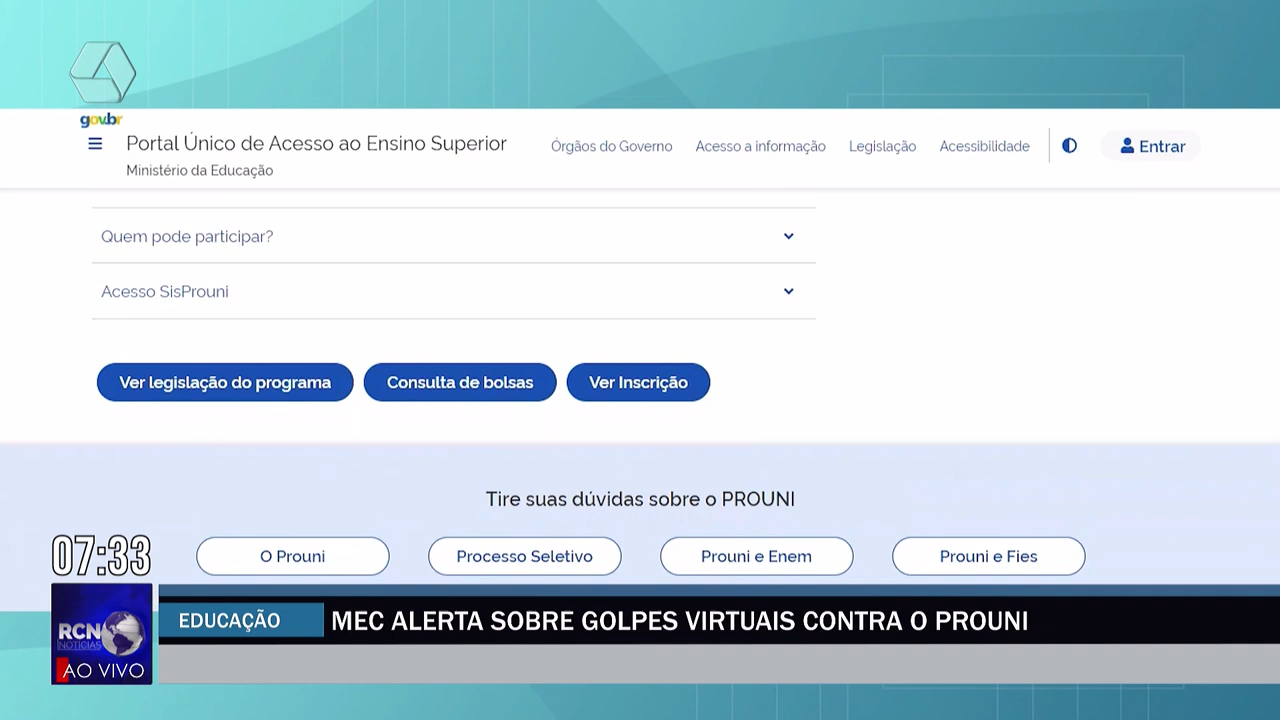 gov.br
Portal Único de Acesso ao Ensino Superior
Órgãos do Governo
Acesso a informação
Legislação
Acessibilidade
Entrar
Ministério da Educação
Quem pode participar?
Acesso SisProuni
Ver legislação do programa
Consulta de bolsas
Ver Inscrição
Tire suas dúvidas sobre o PROUNI
O Prouni
Processo Seletivo
Prouni e Enem
Prouni e Fies
07:33
EDUCAÇÃO
MEC ALERTA SOBRE GOLPES VIRTUAIS CONTRA O PROUNI
RCN
NOTÍCIAS
AO VIVO